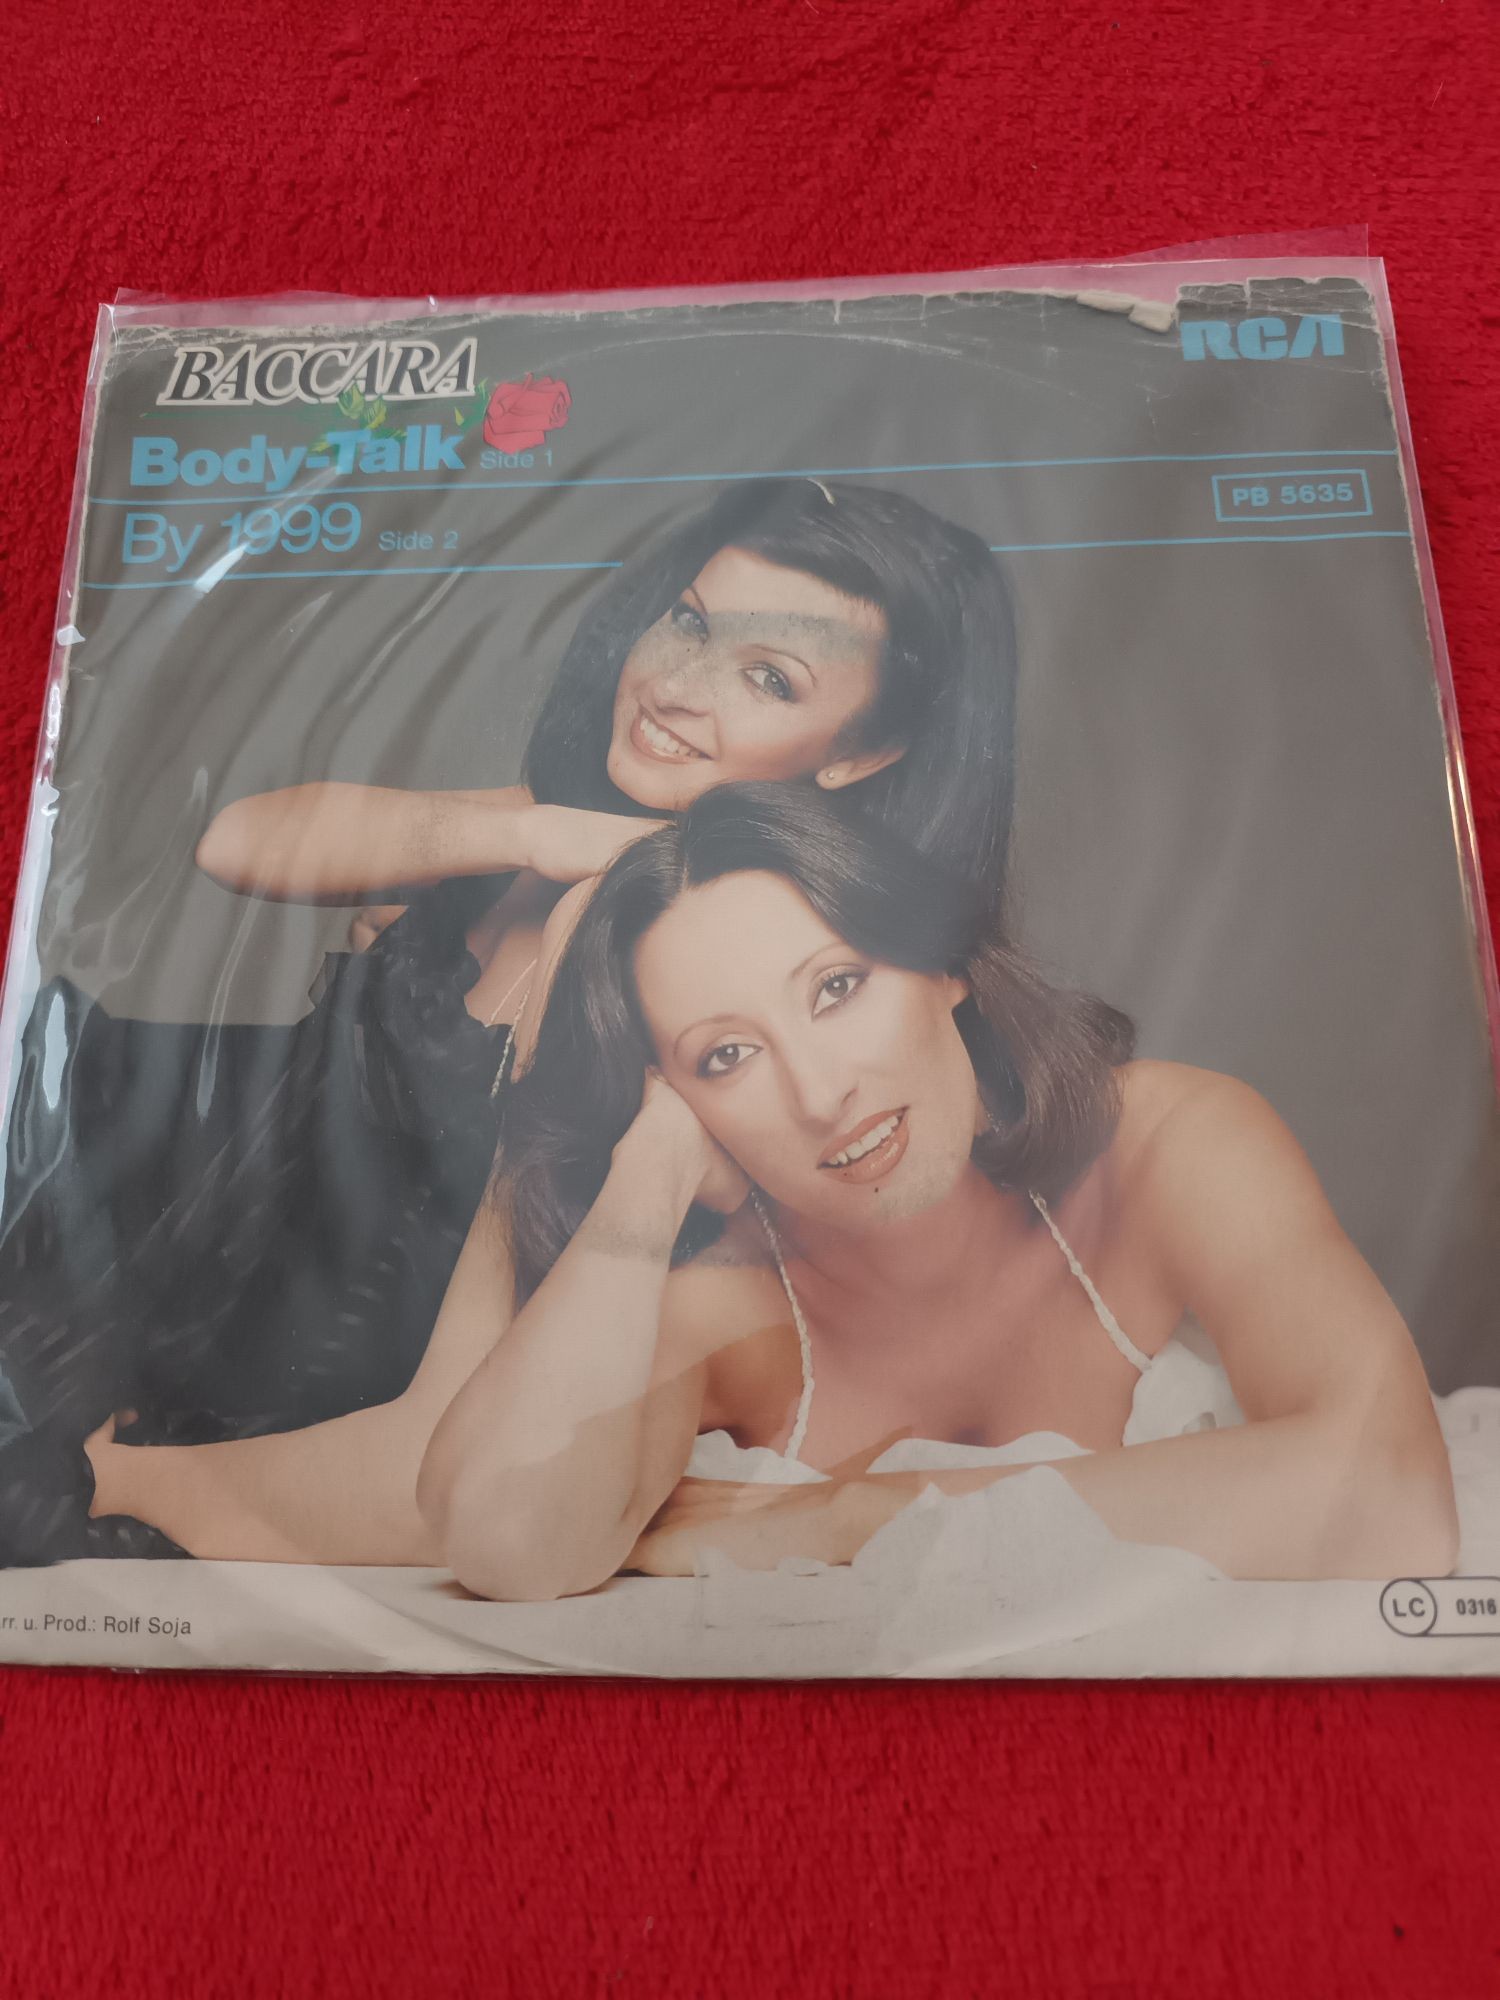 BACCARA
RCA
Body-Talk Side 1
By 1999 Side 2
PB 5635
rr. u. Prod.: Rolf Soja
LC 0316